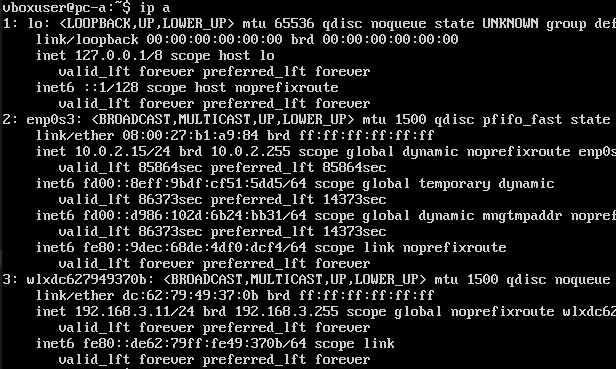 vboxuser@pc-a:~$ ip a
1: lo: <LOOPBACK,UP,LOWER_UP> mtu 65536 qdisc noqueue state UNKNOWN group def
    link/loopback 00:00:00:00:00:00 brd 00:00:00:00:00:00
    inet 127.0.0.1/8 scope host lo
       valid_lft forever preferred_lft forever
    inet6 ::1/128 scope host noprefixroute
       valid_lft forever preferred_lft forever
2: enp0s3: <BROADCAST,MULTICAST,UP,LOWER_UP> mtu 1500 qdisc pfifo_fast state
    link/ether 08:00:27:b1:a9:84 brd ff:ff:ff:ff:ff:ff
    inet 10.0.2.15/24 brd 10.0.2.255 scope global dynamic noprefixroute enp0s
       valid_lft 85864sec preferred_lft 85864sec
    inet6 fd00::8eff:9bdf:cf51:5dd5/64 scope global temporary dynamic
       valid_lft 86373sec preferred_lft 14373sec
    inet6 fd00::d986:102d:6b24:bb31/64 scope global dynamic mngtmpaddr nopref
       valid_lft 86373sec preferred_lft 14373sec
    inet6 fe80::9dec:68de:4df0:dcf4/64 scope link noprefixroute
       valid_lft forever preferred_lft forever
3: wlxdc627949370b: <BROADCAST,MULTICAST,UP,LOWER_UP> mtu 1500 qdisc noqueue
    link/ether dc:62:79:49:37:0b brd ff:ff:ff:ff:ff:ff
    inet 192.168.3.11/24 brd 192.168.3.255 scope global noprefixroute wlxdc62
       valid_lft forever preferred_lft forever
    inet6 fe80::de62:79ff:fe49:370b/64 scope link
       valid_lft forever preferred_lft forever